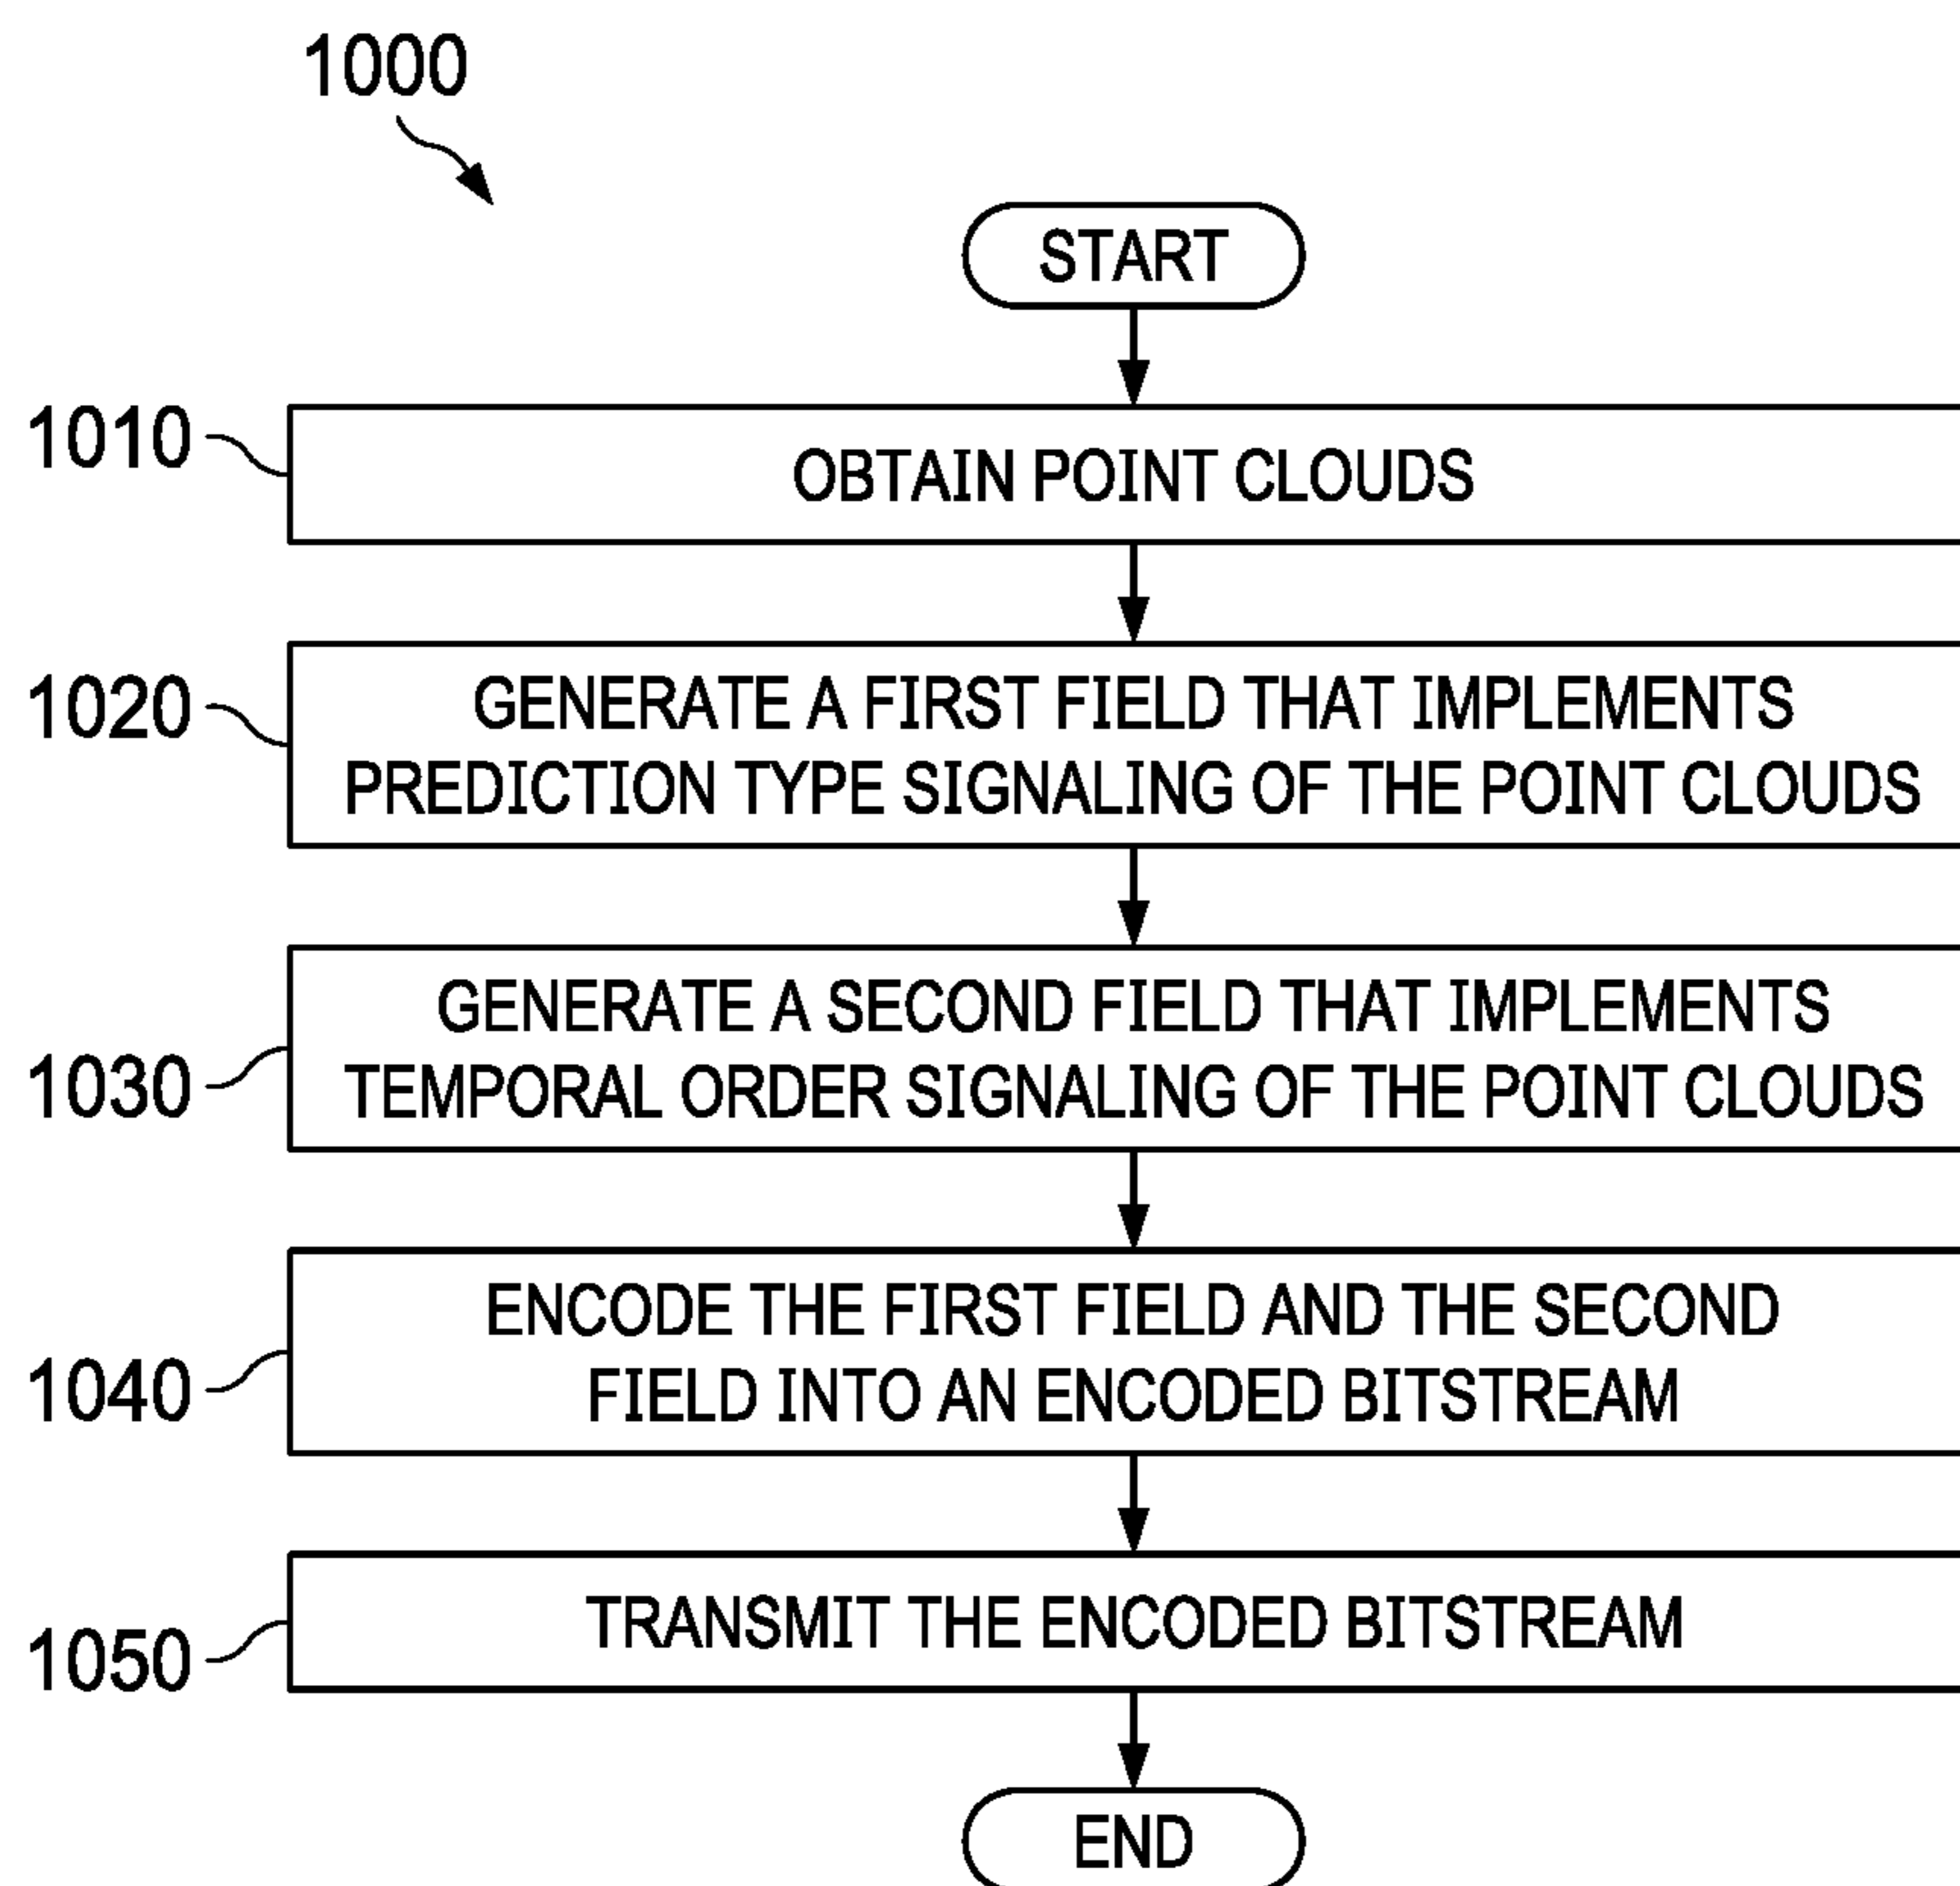 1000
START
1010
OBTAIN POINT CLOUDS
1020
GENERATE A FIRST FIELD THAT IMPLEMENTS
PREDICTION TYPE SIGNALING OF THE POINT CLOUDS
1030
GENERATE A SECOND FIELD THAT IMPLEMENTS
TEMPORAL ORDER SIGNALING OF THE POINT CLOUDS
1040
ENCODE THE FIRST FIELD AND THE SECOND
FIELD INTO AN ENCODED BITSTREAM
1050
TRANSMIT THE ENCODED BITSTREAM
END